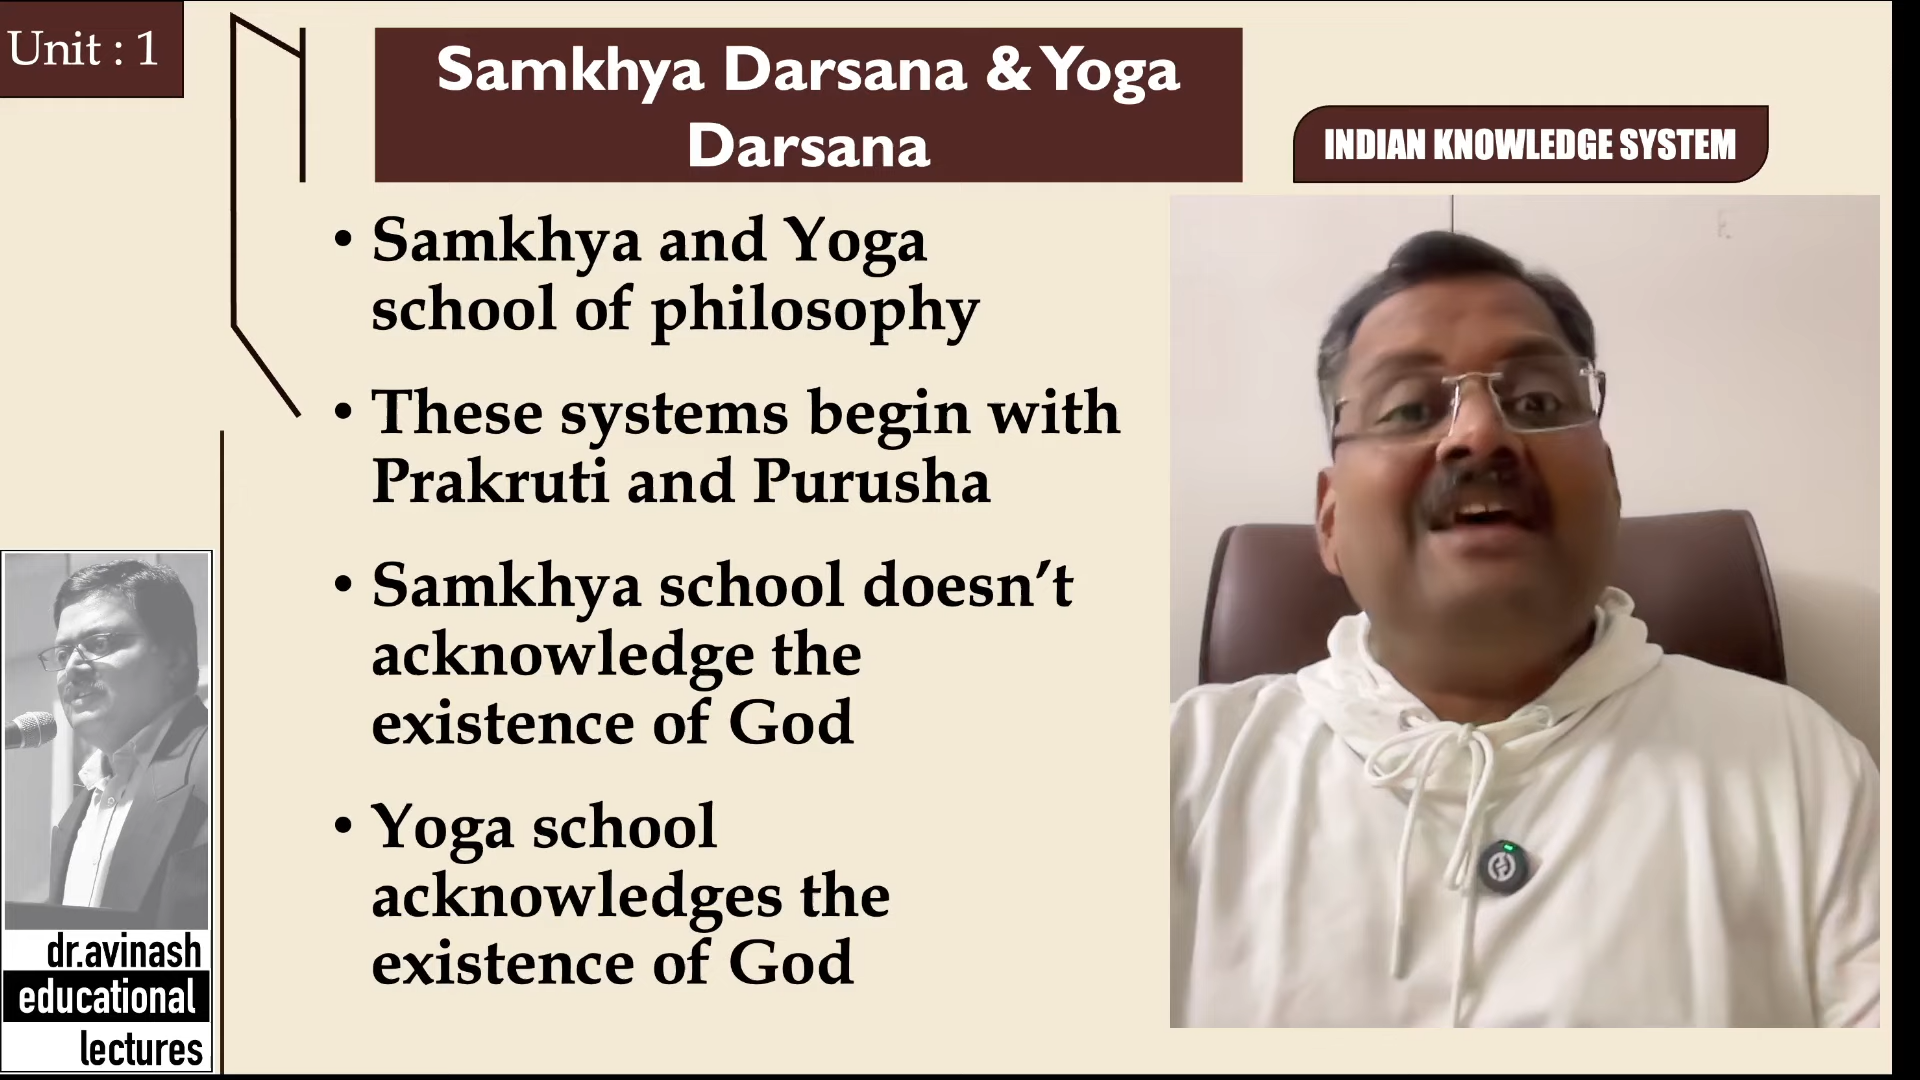 Unit : 1
Samkhya Darsana & Yoga
Darsana
INDIAN KNOWLEDGE SYSTEM
• Samkhya and Yoga
school of philosophy
• These systems begin with
Prakruti and Purusha
• Samkhya school doesn’t
acknowledge the
existence of God
• Yoga school
acknowledges the
existence of God
dr.avinash
educational
lectures